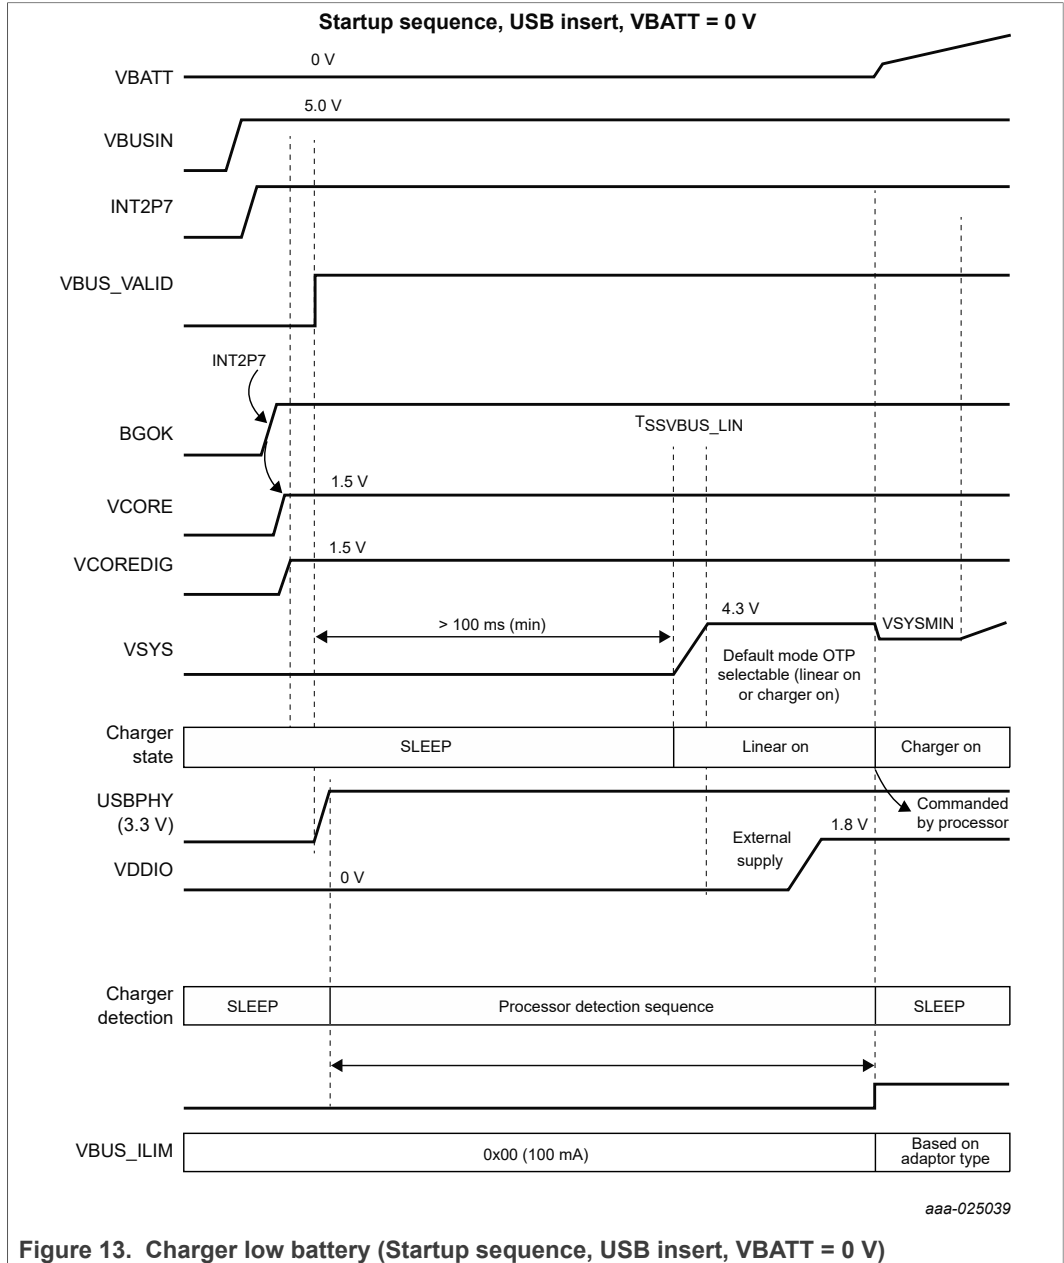 Startup sequence, USB insert, VBATT = 0 V
0 V
VBATT
5.0 V
VBUSIN
INT2P7
VBUS_VALID
INT2P7
BGOK
TSSVBUS_LIN
1.5 V
VCORE
1.5 V
VCOREDIG
> 100 ms (min)
4.3 V
VSYSMIN
VSYS
Default mode OTP
selectable (linear on
or charger on)
Charger
state
SLEEP
Linear on
Charger on
USBPHY
(3.3 V)
Commanded
by processor
1.8 V
External
supply
VDDIO
0 V
Charger
detection
SLEEP
Processor detection sequence
SLEEP
VBUS_ILIM
0x00 (100 mA)
Based on
adaptor type
aaa-025039
Figure 13. Charger low battery (Startup sequence, USB insert, VBATT = 0 V)